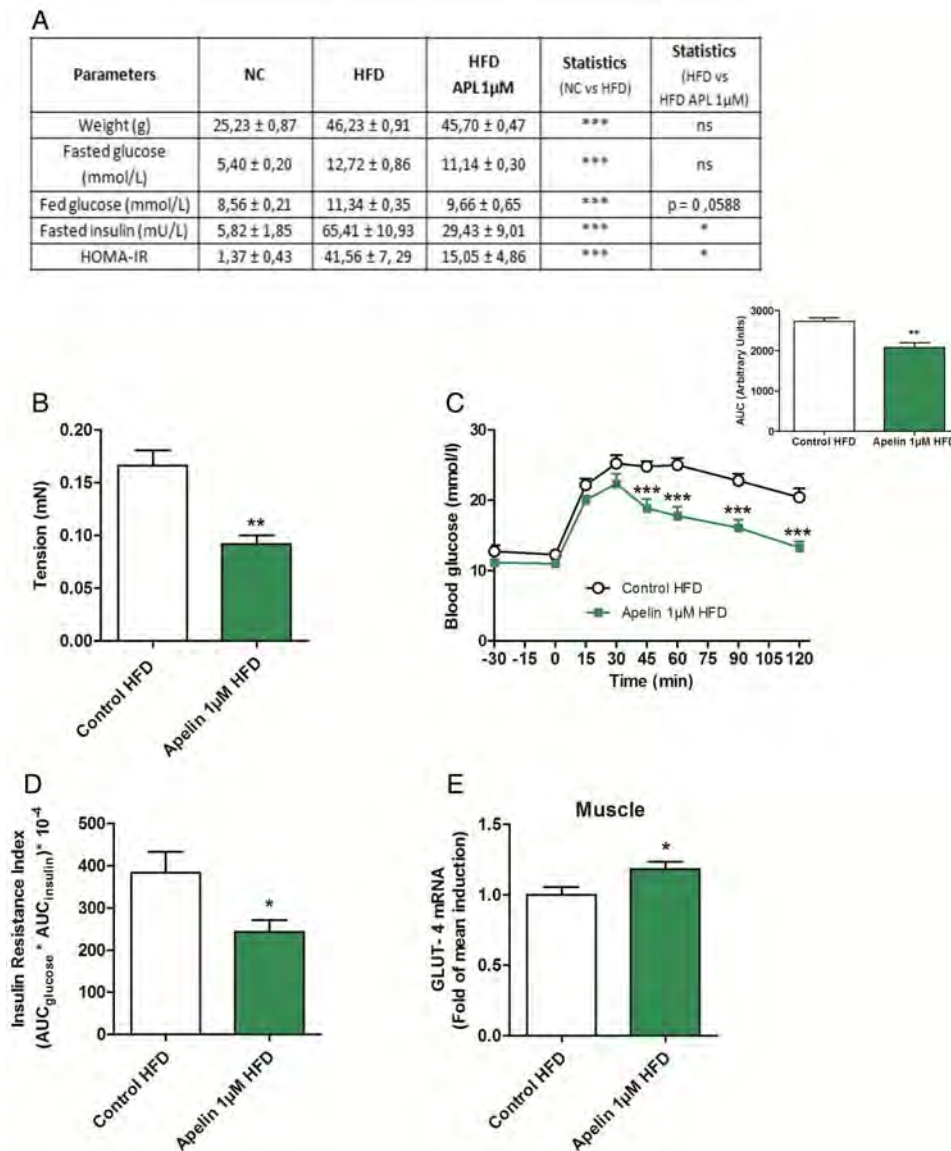 A
Parameters NC HFD HFD APL 1µM Statistics (NC vs HFD) Statistics (HFD vs HFD APL 1µM)
Weight (g) 25,23 ± 0,87 46,23 ± 0,91 45,70 ± 0,47 *** ns
Fasted glucose (mmol/L) 5,40 ± 0,20 12,72 ± 0,86 11,14 ± 0,30 *** ns
Fed glucose (mmol/L) 8,56 ± 0,21 11,34 ± 0,35 9,66 ± 0,65 *** p = 0 ,0588
Fasted insulin (mU/L) 5,82 ± 1,85 65,41 ± 10,93 29,43 ± 9,01 *** *
HOMA-IR 1,37 ± 0,43 41,56 ± 7, 29 15,05 ± 4,86 *** *
AUC (Arbitrary Units)
3000
2000
1000
0
**
Control HFD Apelin 1µM HFD
B
Tension (mN)
0.20
0.15
0.10
0.05
0.00
**
Control HFD
Apelin 1µM HFD
C
Blood glucose (mmol/l)
30
20
10
0
*** *** *** ***
Control HFD
Apelin 1µM HFD
-30 -15 0 15 30 45 60 75 90 105 120
Time (min)
D
Insulin Resistance Index
(AUCglucose * AUCinsulin)* 10-4
500
400
300
200
100
0
*
Control HFD
Apelin 1µM HFD
E
Muscle
GLUT- 4 mRNA
(Fold of mean induction)
1.5
1.0
0.5
0.0
*
Control HFD
Apelin 1µM HFD